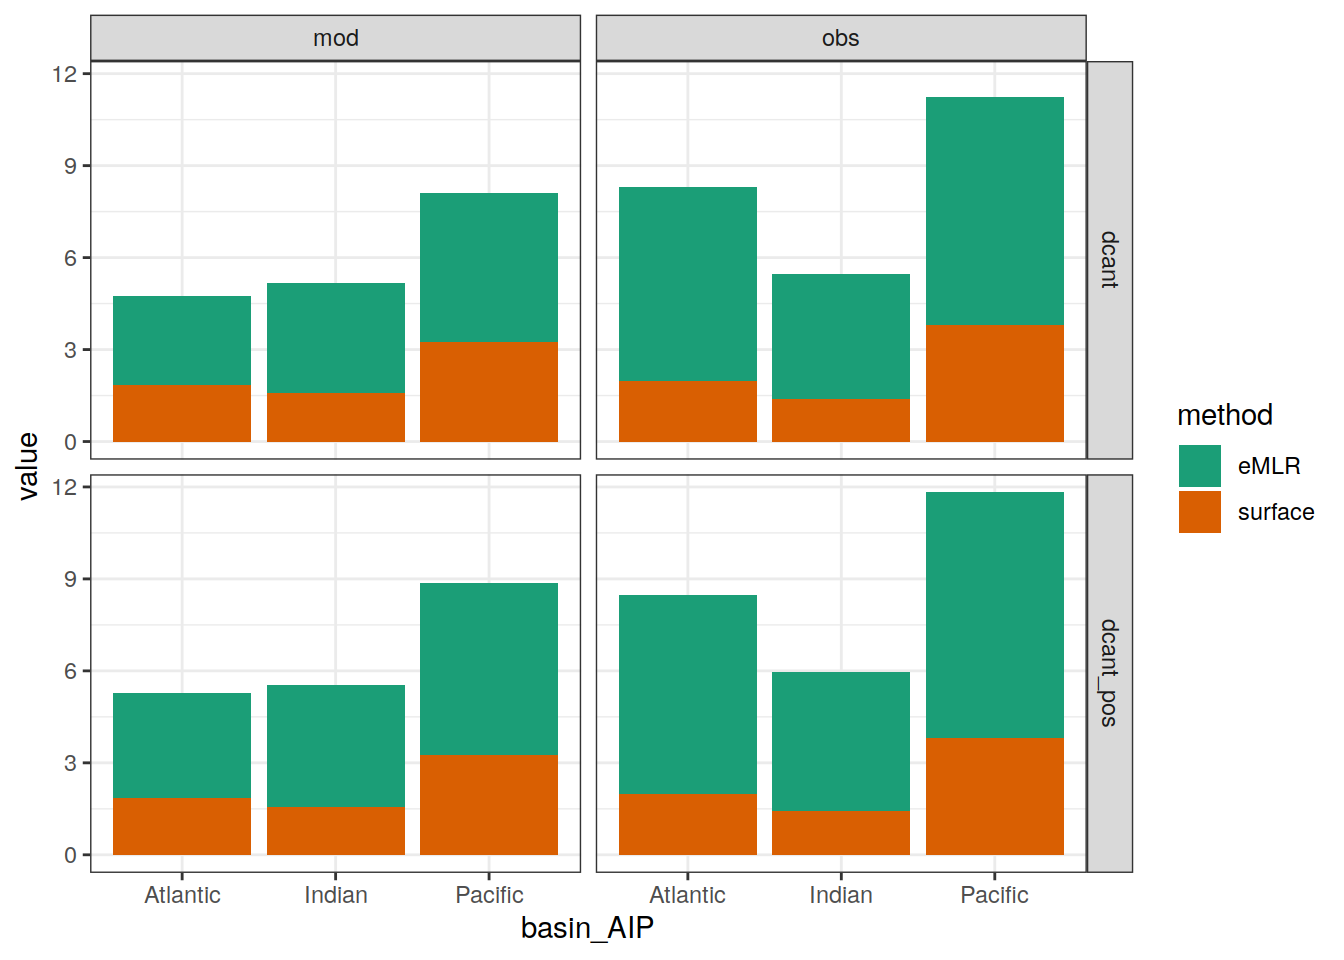 mod
obs
12
9
6
3
0
dcant
12
9
6
3
0
dcant_pos
value
Atlantic
Indian
Pacific
Atlantic
Indian
Pacific
basin_AIP
method
eMLR
surface